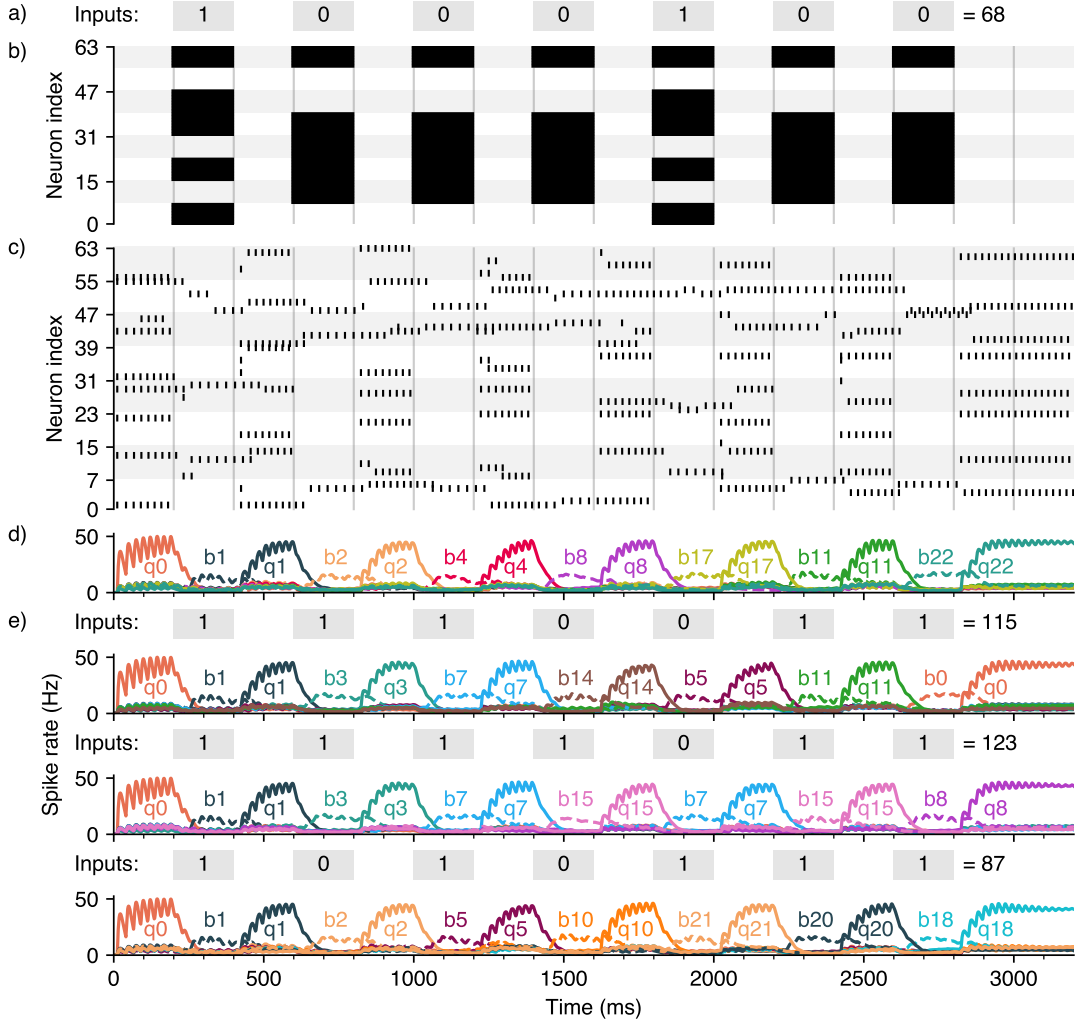 a) Inputs: 1 0 0 0 1 0 0 = 68
b)
Neuron index
63
47
31
15
0
c)
Neuron index
63
55
47
39
31
23
15
7
0
d)
50
0
b1 b2 b4 b8 b17 b11 b22
q0 q1 q2 q4 q8 q17 q11 q22
e) Inputs: 1 1 1 0 0 1 1 = 115
Spike rate (Hz)
50
0
b1 b3 b7 b14 b5 b11 b0
q0 q1 q3 q7 q14 q5 q11 q0
Inputs: 1 1 1 1 0 1 1 = 123
50
0
b1 b3 b7 b15 b7 b15 b8
q0 q1 q3 q7 q15 q7 q15 q8
Inputs: 1 0 1 0 1 1 1 = 87
50
0
b1 b2 b5 b10 b21 b20 b18
q0 q1 q2 q5 q10 q21 q20 q18
0 500 1000 1500 2000 2500 3000
Time (ms)